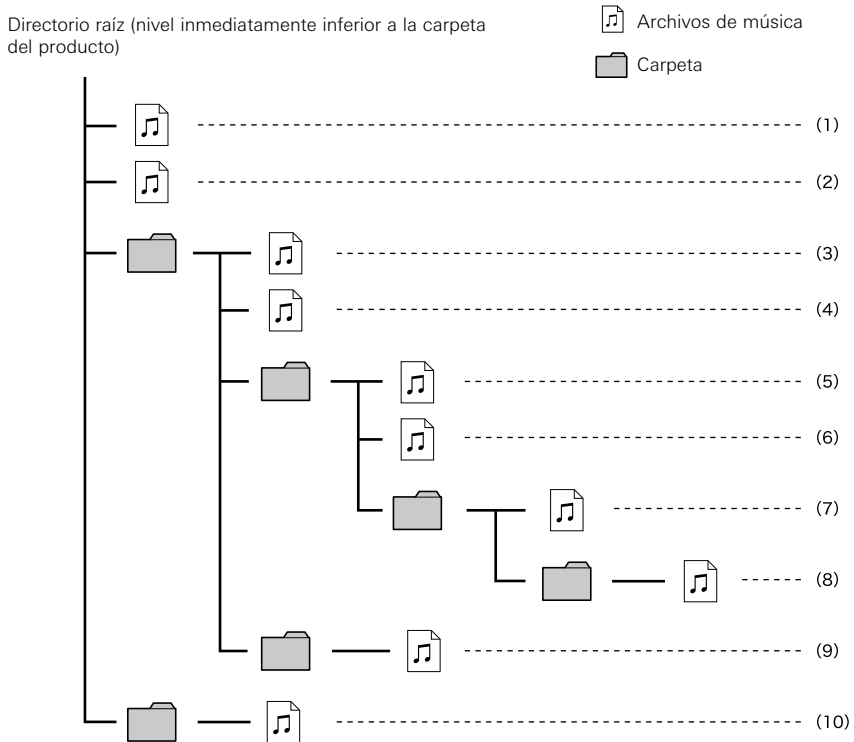 Directorio raíz (nivel inmediatamente inferior a la carpeta
del producto)
Archivos de música
Carpeta
(1)
(2)
(3)
(4)
(5)
(6)
(7)
(8)
(9)
(10)